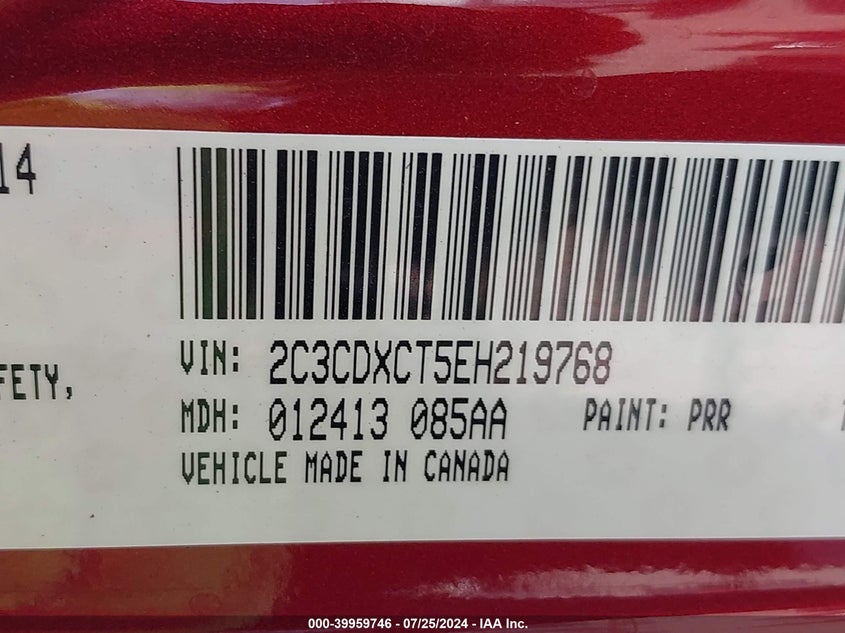 14
VIN: 2C3CDXCT5EH219768
FETY,
MDH: 012413 085AA PAINT: PRR
VEHICLE MADE IN CANADA
000-39959746 - 07/25/2024 - IAA Inc.